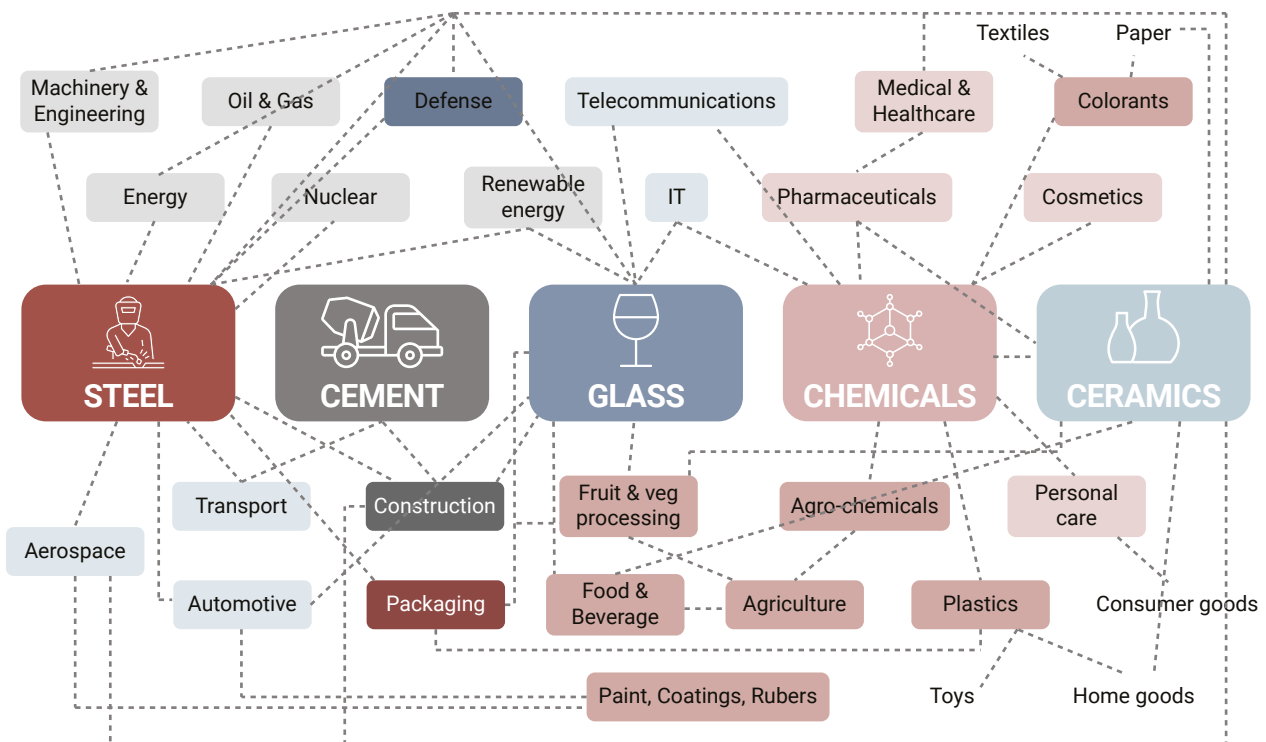 Textiles
Paper
Machinery &
Engineering
Oil & Gas
Defense
Telecommunications
Medical &
Healthcare
Colorants
Energy
Nuclear
Renewable
energy
IT
Pharmaceuticals
Cosmetics
STEEL
CEMENT
GLASS
CHEMICALS
CERAMICS
Transport
Construction
Fruit & veg
processing
Agro-chemicals
Personal
care
Aerospace
Automotive
Packaging
Food &
Beverage
Agriculture
Plastics
Consumer goods
Paint, Coatings, Rubers
Toys
Home goods